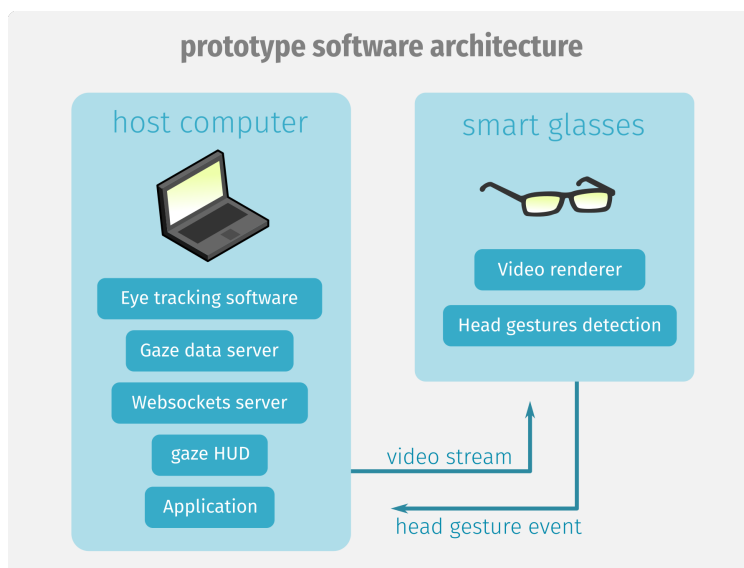 prototype software architecture
host computer
Eye tracking software
Gaze data server
Websockets server
gaze HUD
Application
smart glasses
Video renderer
Head gestures detection
video stream
head gesture event